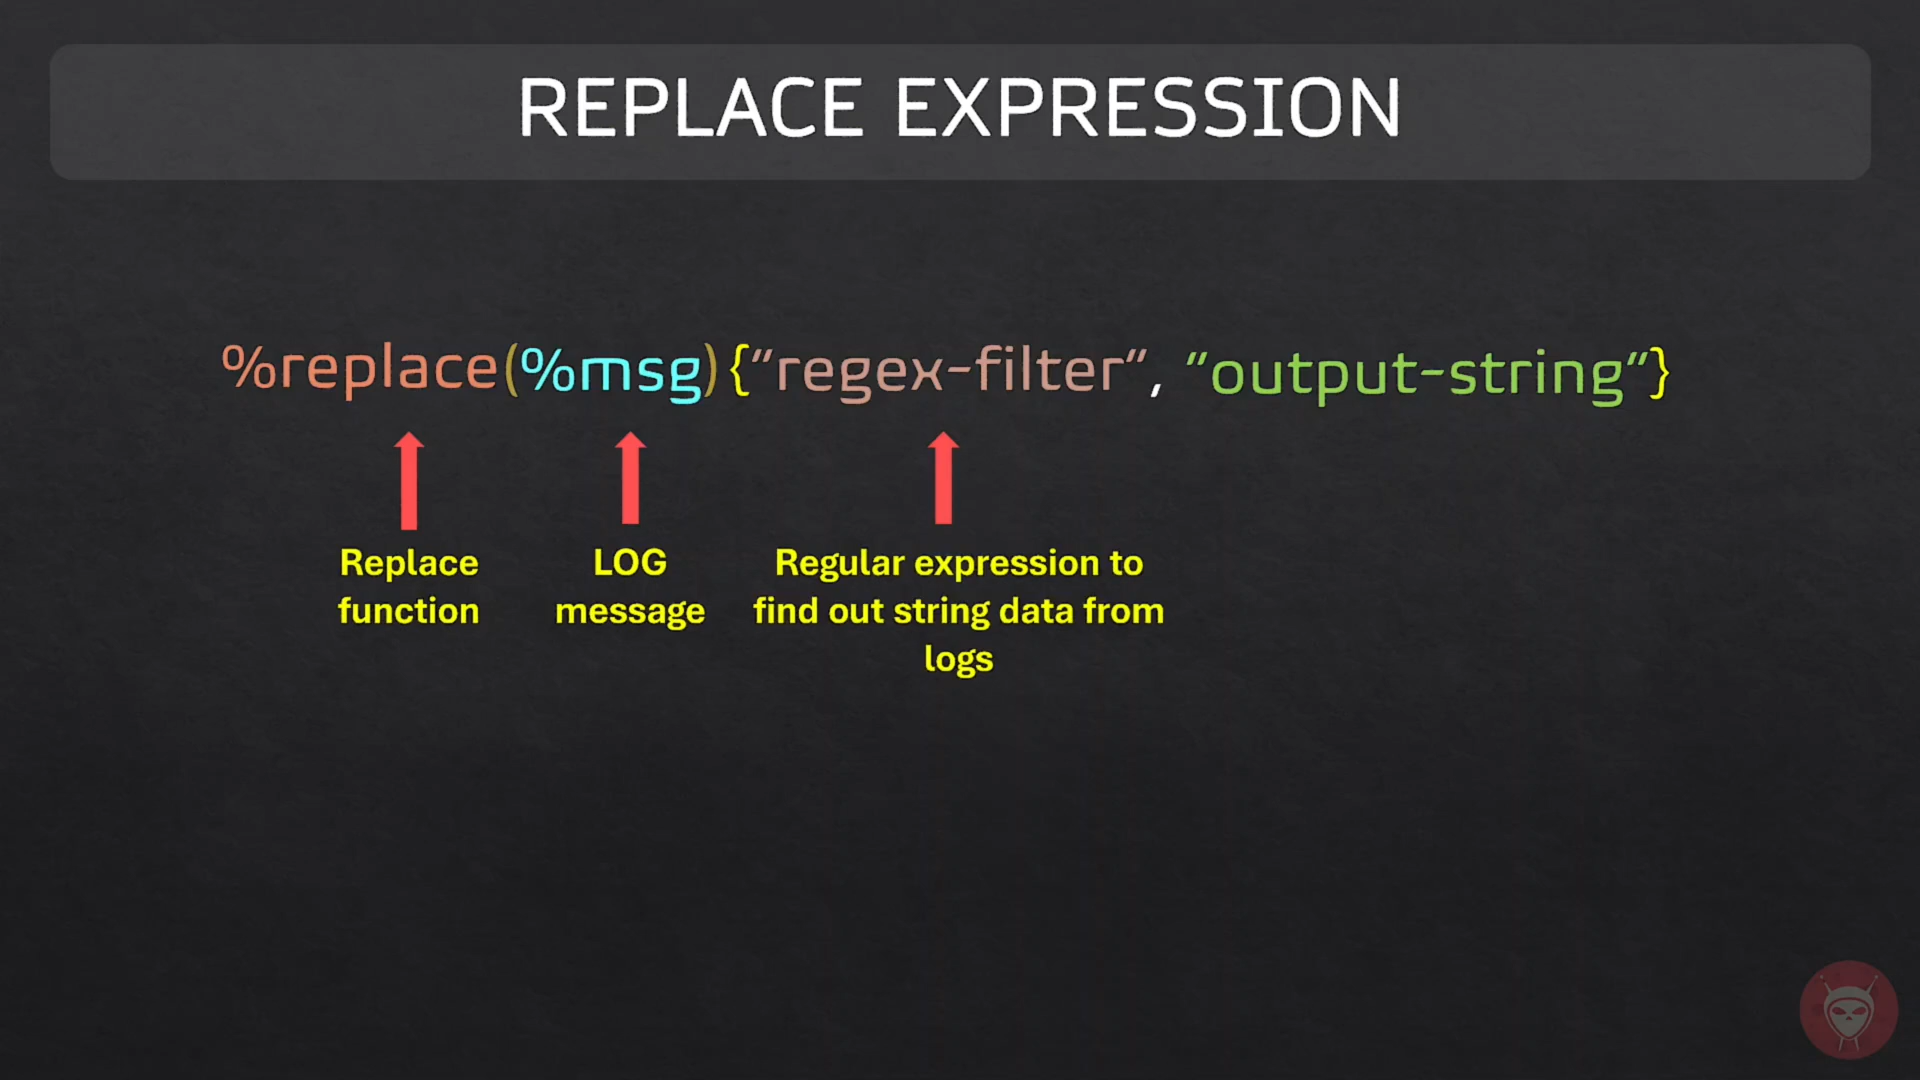 REPLACE EXPRESSION
%replace(%msg){"regex-filter", "output-string"}
Replace
function
LOG
message
Regular expression to
find out string data from
logs